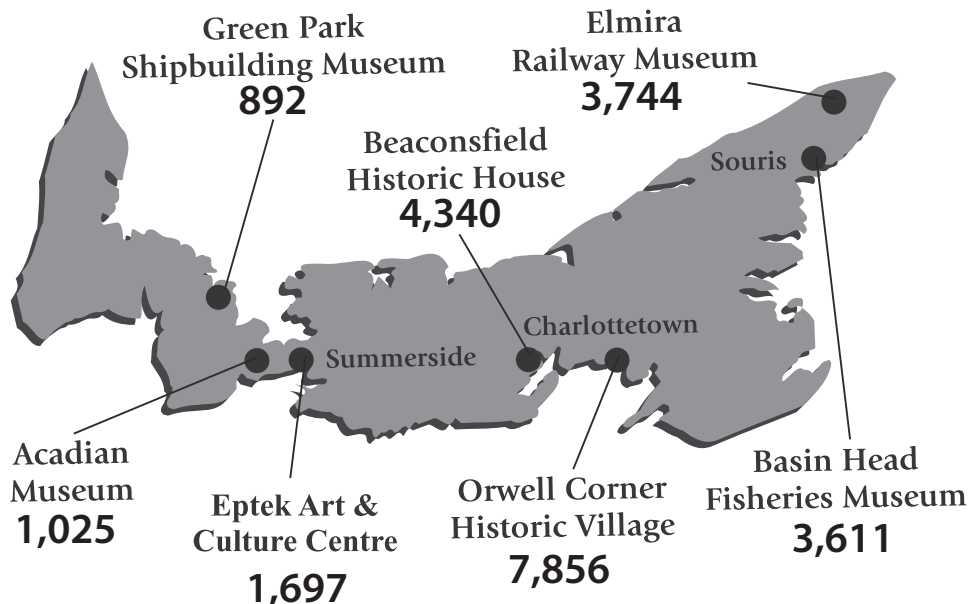 Green Park
Shipbuilding Museum
892
Elmira
Railway Museum
3,744
Beaconsfield
Historic House
4,340
Souris
Charlottetown
Summerside
Acadian
Museum
1,025
Eptek Art &
Culture Centre
1,697
Orwell Corner
Historic Village
7,856
Basin Head
Fisheries Museum
3,611